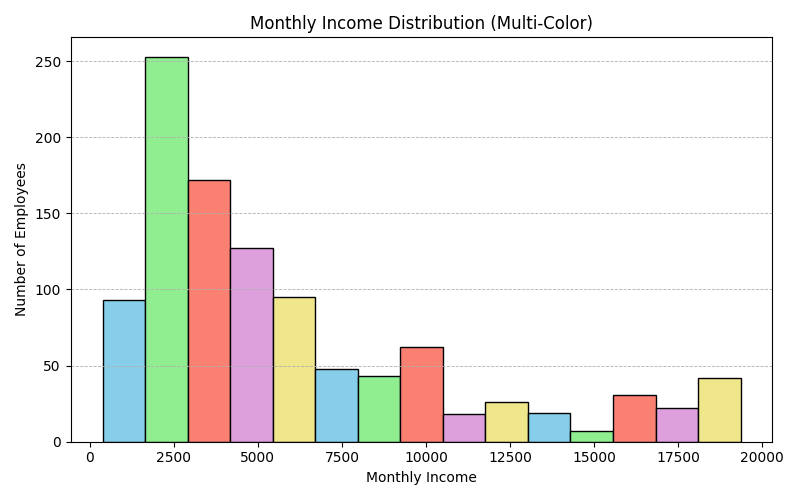 Monthly Income Distribution (Multi-Color)
Number of Employees
250
200
150
100
50
0
0 2500 5000 7500 10000 12500 15000 17500 20000
Monthly Income